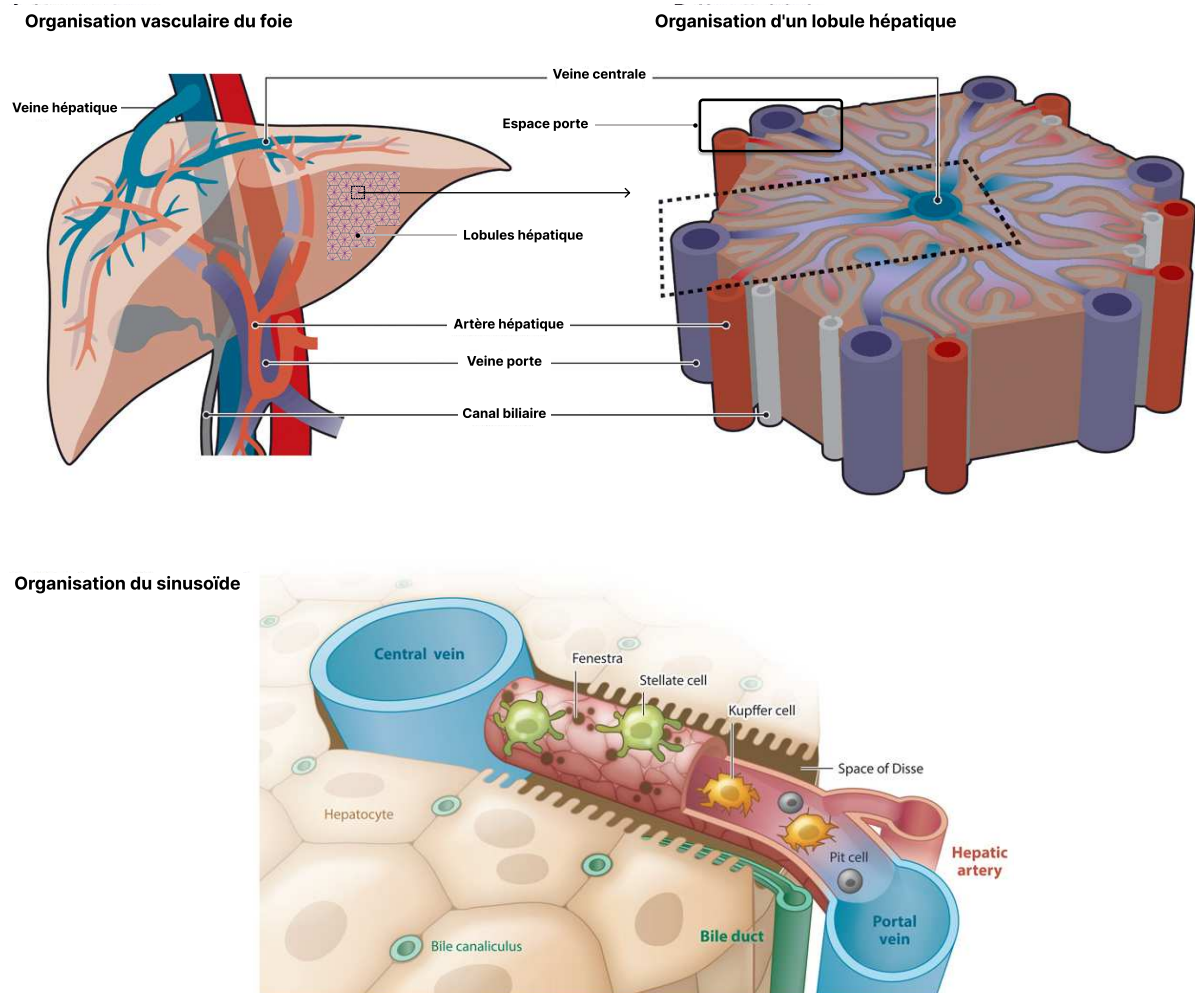 Organisation vasculaire du foie
Organisation d'un lobule hépatique
Veine centrale
Veine hépatique
Espace porte
Lobules hépatique
Artère hépatique
Veine porte
Canal biliaire
Organisation du sinusoïde
Central vein
Fenestra
Stellate cell
Kupffer cell
Space of Disse
Hepatocyte
Pit cell
Hepatic
artery
Portal
vein
Bile duct
Bile canaliculus